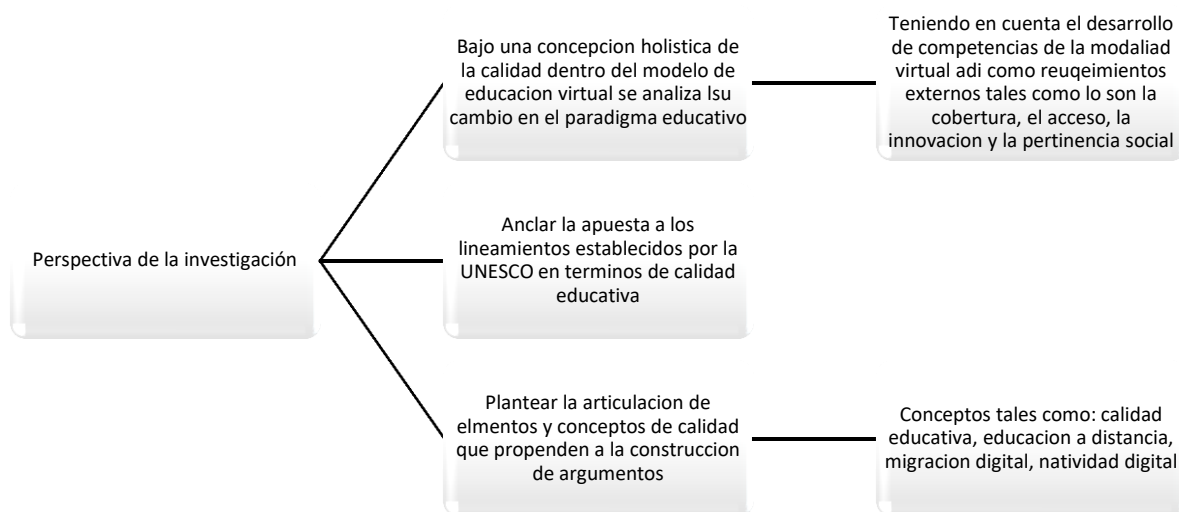 Perspectiva de la investigación
Bajo una concepcion holistica de
la calidad dentro del modelo de
educacion virtual se analiza lsu
cambio en el paradigma educativo
Teniendo en cuenta el desarrollo
de competencias de la modaliad
virtual adi como reuqeimientos
externos tales como lo son la
cobertura, el acceso, la
innovacion y la pertinencia social
Anclar la apuesta a los
lineamientos establecidos por la
UNESCO en terminos de calidad
educativa
Plantear la articulacion de
elmentos y conceptos de calidad
que propenden a la construccion
de argumentos
Conceptos tales como: calidad
educativa, educacion a distancia,
migracion digital, natividad digital